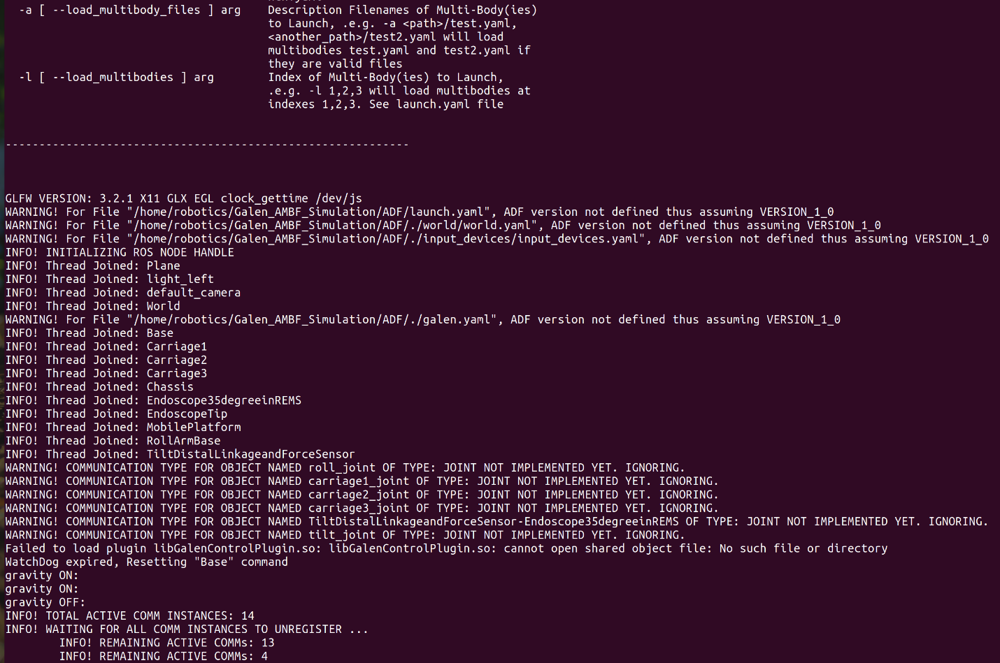 -a [ --load_multibody_files ] arg    Description Filenames of Multi-Body(ies)
to Launch, .e.g. -a <path>/test.yaml,
<another_path>/test2.yaml will load
multibodies test.yaml and test2.yaml if
they are valid files
-l [ --load_multibodies ] arg        Index of Multi-Body(ies) to Launch,
.e.g. -l 1,2,3 will load multibodies at
indexes 1,2,3. See launch.yaml file
------------------------------------------------------------
GLFW VERSION: 3.2.1 X11 GLX EGL clock_gettime /dev/js
WARNING! For File "/home/robotics/Galen_AMBF_Simulation/ADF/launch.yaml", ADF version not defined thus assuming VERSION_1_0
WARNING! For File "/home/robotics/Galen_AMBF_Simulation/ADF/./world/world.yaml", ADF version not defined thus assuming VERSION_1_0
WARNING! For File "/home/robotics/Galen_AMBF_Simulation/ADF/./input_devices/input_devices.yaml", ADF version not defined thus assuming VERSION_1_0
INFO! INITIALIZING ROS NODE HANDLE
INFO! Thread Joined: Plane
INFO! Thread Joined: light_left
INFO! Thread Joined: default_camera
INFO! Thread Joined: World
WARNING! For File "/home/robotics/Galen_AMBF_Simulation/ADF/./galen.yaml", ADF version not defined thus assuming VERSION_1_0
INFO! Thread Joined: Base
INFO! Thread Joined: Carriage1
INFO! Thread Joined: Carriage2
INFO! Thread Joined: Carriage3
INFO! Thread Joined: Chassis
INFO! Thread Joined: Endoscope35degreeinREMS
INFO! Thread Joined: EndoscopeTip
INFO! Thread Joined: MobilePlatform
INFO! Thread Joined: RollArmBase
INFO! Thread Joined: TiltDistalLinkageandForceSensor
WARNING! COMMUNICATION TYPE FOR OBJECT NAMED roll_joint OF TYPE: JOINT NOT IMPLEMENTED YET. IGNORING.
WARNING! COMMUNICATION TYPE FOR OBJECT NAMED carriage1_joint OF TYPE: JOINT NOT IMPLEMENTED YET. IGNORING.
WARNING! COMMUNICATION TYPE FOR OBJECT NAMED carriage2_joint OF TYPE: JOINT NOT IMPLEMENTED YET. IGNORING.
WARNING! COMMUNICATION TYPE FOR OBJECT NAMED carriage3_joint OF TYPE: JOINT NOT IMPLEMENTED YET. IGNORING.
WARNING! COMMUNICATION TYPE FOR OBJECT NAMED TiltDistalLinkageandForceSensor-Endoscope35degreeinREMS OF TYPE: JOINT NOT IMPLEMENTED YET. IGNORING.
WARNING! COMMUNICATION TYPE FOR OBJECT NAMED tilt_joint OF TYPE: JOINT NOT IMPLEMENTED YET. IGNORING.
Failed to load plugin libGalenControlPlugin.so: libGalenControlPlugin.so: cannot open shared object file: No such file or directory
WatchDog expired, Resetting "Base" command
gravity ON:
gravity ON:
gravity OFF:
INFO! TOTAL ACTIVE COMM INSTANCES: 14
INFO! WAITING FOR ALL COMM INSTANCES TO UNREGISTER ...
INFO! REMAINING ACTIVE COMMs: 13
INFO! REMAINING ACTIVE COMMs: 4